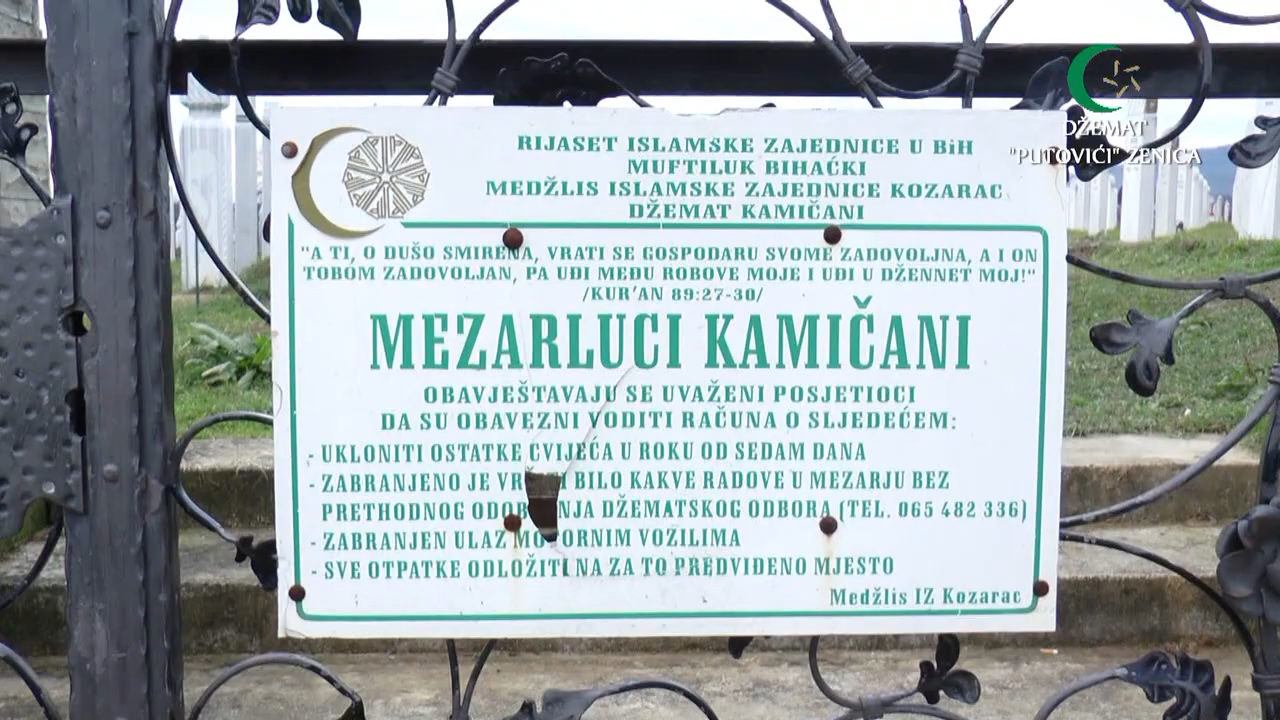 RIJASET ISLAMSKE ZAJEDNICE U BiH
MUFTILUK BIHAĆKI
MEDŽLIS ISLAMSKE ZAJEDNICE KOZARAC
DŽEMAT KAMIČANI
"A TI, O DUŠO SMIRENA, VRATI SE GOSPODARU SVOME ZADOVOLJNA, A I ON
TOBOM ZADOVOLJAN, PA UĐI MEĐU ROBOVE MOJE I UĐI U DŽENNET MOJ!"
/KUR'AN 89:27-30/
MEZARLUCI KAMIČANI
OBAVJEŠTAVAJU SE UVAŽENI POSJETIOCI
DA SU OBAVEZNI VODITI RAČUNA O SLJEDEĆEM:
- UKLONITI OSTATKE CVIJEĆA U ROKU OD SEDAM DANA
- ZABRANJENO JE BILO KAKVE RADOVE U MEZARJU BEZ
PRETHODNOG DŽEMATSKOG ODBORA (TEL. 065 482 336)
- ZABRANJEN ULAZ MOTORNIM VOZILIMA
- SVE OTPATKE ODLOŽITI NA ZA TO PREDVIĐENO MJESTO
Medžlis IZ Kozarac
DŽEMAT
"PUTOVIĆI" ZENICA